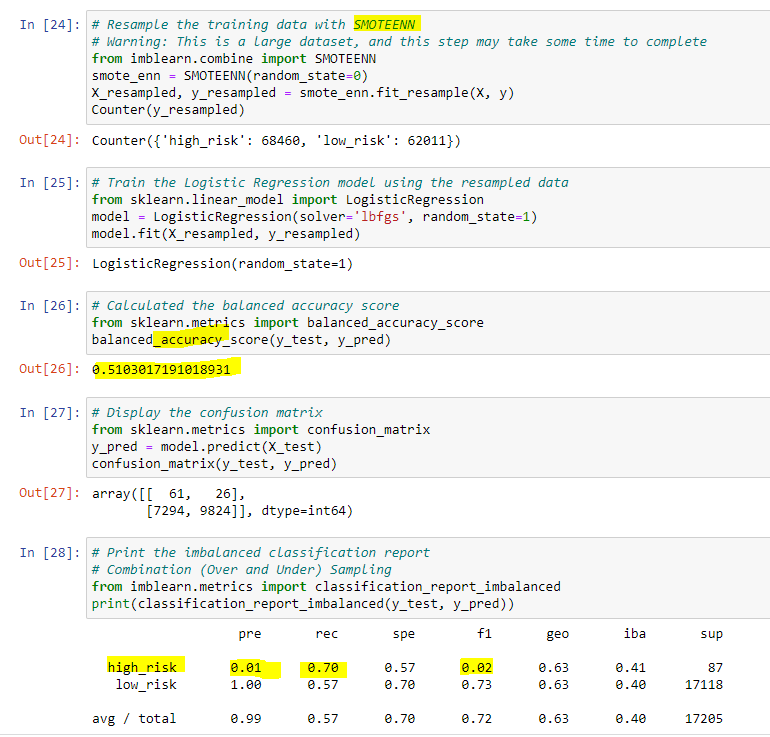 In [24]: # Resample the training data with SMOTEENN
# Warning: This is a large dataset, and this step may take some time to complete
from imblearn.combine import SMOTEENN
smote_enn = SMOTEENN(random_state=0)
X_resampled, y_resampled = smote_enn.fit_resample(X, y)
Counter(y_resampled)
Out[24]: Counter({'high_risk': 68460, 'low_risk': 62011})
In [25]: # Train the Logistic Regression model using the resampled data
from sklearn.linear_model import LogisticRegression
model = LogisticRegression(solver='lbfgs', random_state=1)
model.fit(X_resampled, y_resampled)
Out[25]: LogisticRegression(random_state=1)
In [26]: # Calculated the balanced accuracy score
from sklearn.metrics import balanced_accuracy_score
balanced_accuracy_score(y_test, y_pred)
Out[26]: 0.5103017191018931
In [27]: # Display the confusion matrix
from sklearn.metrics import confusion_matrix
y_pred = model.predict(X_test)
confusion_matrix(y_test, y_pred)
Out[27]: array([[  61,   26],
       [7294, 9824]], dtype=int64)
In [28]: # Print the imbalanced classification report
# Combination (Over and Under) Sampling
from imblearn.metrics import classification_report_imbalanced
print(classification_report_imbalanced(y_test, y_pred))
pre rec spe f1 geo iba sup
high_risk 0.01 0.70 0.57 0.02 0.63 0.41 87
low_risk 1.00 0.57 0.70 0.73 0.63 0.40 17118
avg / total 0.99 0.57 0.70 0.72 0.63 0.40 17205